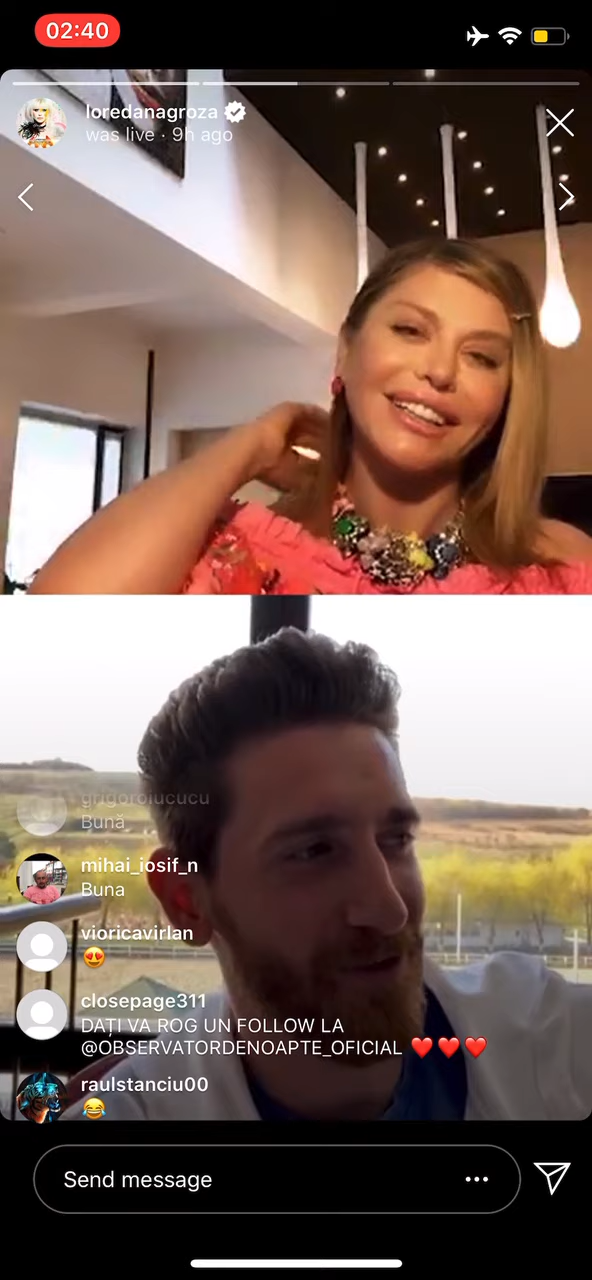 02:40
loredanagroza
was live · 9h ago
grigoroiucucu
Bună
mihai_iosif_n
Buna
vioricavirlan
😍
closepage311
DAȚI VA ROG UN FOLLOW LA
@OBSERVATORDENOAPTE_OFICIAL ❤️❤️❤️
raulstanciu00
😂
Send message